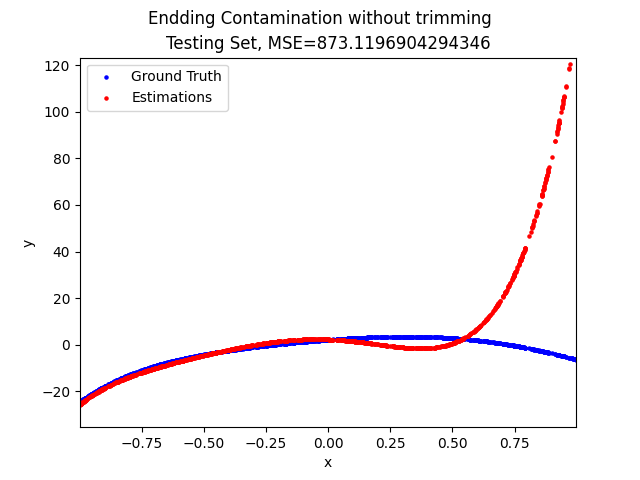 Endding Contamination without trimming
Testing Set, MSE=873.1196904294346
Ground Truth
Estimations
120
100
80
60
40
20
0
−20
y
−0.75 −0.50 −0.25 0.00 0.25 0.50 0.75
x